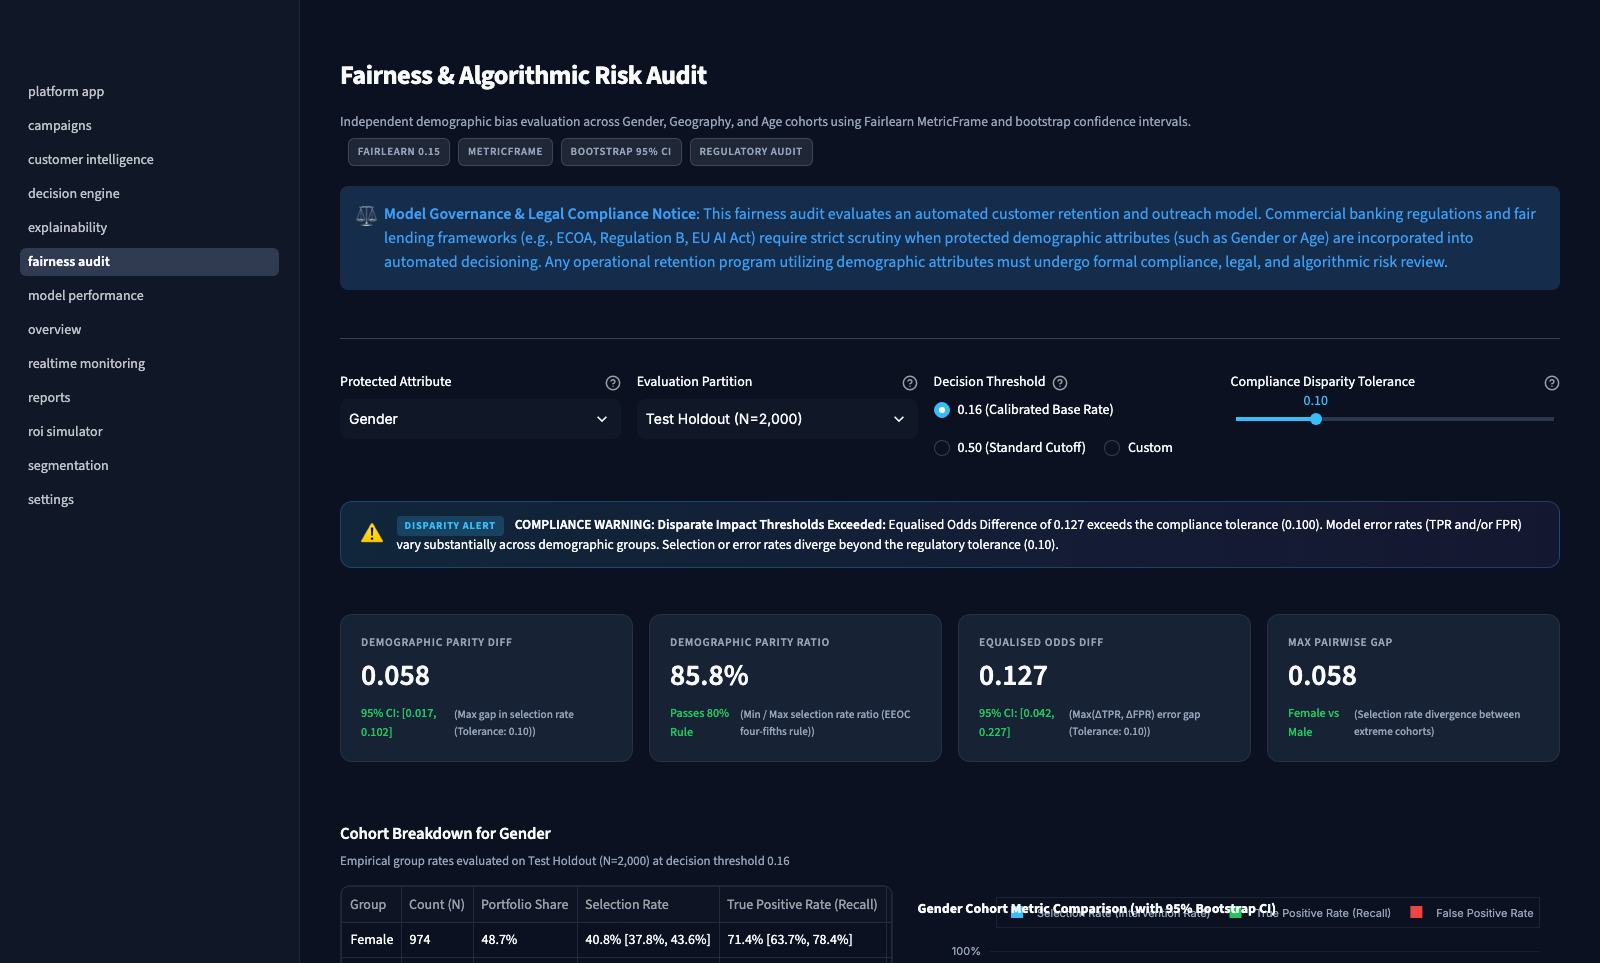 platform app
campaigns
customer intelligence
decision engine
explainability
fairness audit
model performance
overview
realtime monitoring
reports
roi simulator
segmentation
settings
Fairness & Algorithmic Risk Audit
Independent demographic bias evaluation across Gender, Geography, and Age cohorts using Fairlearn MetricFrame and bootstrap confidence intervals.
FAIRLEARN 0.15 METRICFRAME BOOTSTRAP 95% CI REGULATORY AUDIT
Model Governance & Legal Compliance Notice: This fairness audit evaluates an automated customer retention and outreach model. Commercial banking regulations and fair
lending frameworks (e.g., ECOA, Regulation B, EU AI Act) require strict scrutiny when protected demographic attributes (such as Gender or Age) are incorporated into
automated decisioning. Any operational retention program utilizing demographic attributes must undergo formal compliance, legal, and algorithmic risk review.
Protected Attribute
Gender
Evaluation Partition
Test Holdout (N=2,000)
Decision Threshold
0.16 (Calibrated Base Rate)
0.50 (Standard Cutoff) Custom
Compliance Disparity Tolerance
0.10
DISPARITY ALERT COMPLIANCE WARNING: Disparate Impact Thresholds Exceeded: Equalised Odds Difference of 0.127 exceeds the compliance tolerance (0.100). Model error rates (TPR and/or FPR)
vary substantially across demographic groups. Selection or error rates diverge beyond the regulatory tolerance (0.10).
DEMOGRAPHIC PARITY DIFF
0.058
95% CI: [0.017, (Max gap in selection rate
0.102] (Tolerance: 0.10))
DEMOGRAPHIC PARITY RATIO
85.8%
Passes 80% (Min / Max selection rate ratio (EEOC
Rule four-fifths rule))
EQUALISED ODDS DIFF
0.127
95% CI: [0.042, (Max(ΔTPR, ΔFPR) error gap
0.227] (Tolerance: 0.10))
MAX PAIRWISE GAP
0.058
Female vs (Selection rate divergence between
Male extreme cohorts)
Cohort Breakdown for Gender
Empirical group rates evaluated on Test Holdout (N=2,000) at decision threshold 0.16
Group Count (N) Portfolio Share Selection Rate True Positive Rate (Recall)
Female 974 48.7% 40.8% [37.8%, 43.6%] 71.4% [63.7%, 78.4%]
Gender Cohort Metric Comparison (with 95% Bootstrap CI)
Selection Rate (Intervention Rate) True Positive Rate (Recall) False Positive Rate
100%